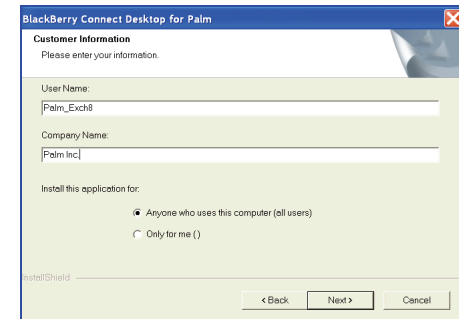 BlackBerry Connect Desktop for Palm
Customer Information
Please enter your information.
User Name:
Palm_Exch8
Company Name:
Palm Inc.
Install this application for:
Anyone who uses this computer (all users)
Only for me ()
InstallShield
< Back
Next >
Cancel